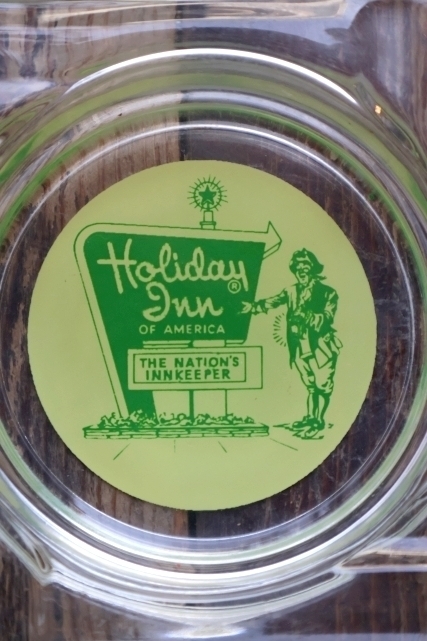 Holiday
Inn®
OF AMERICA
THE NATION'S
INNKEEPER